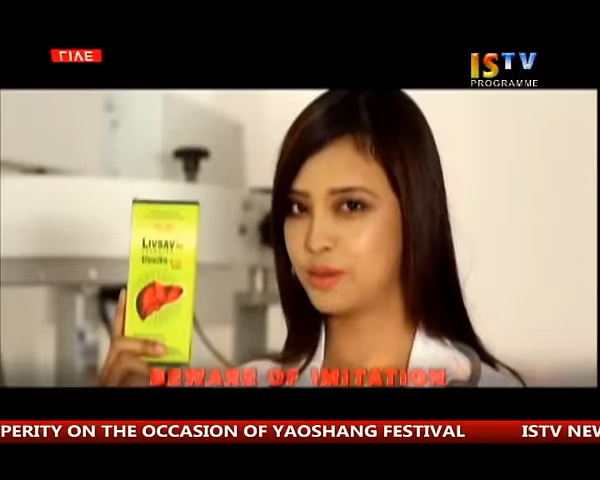 LIVE
ISTV
PROGRAMME
LIVSAV
BEWARE OF IMITATION
PERITY ON THE OCCASION OF YAOSHANG FESTIVAL ISTV NEW